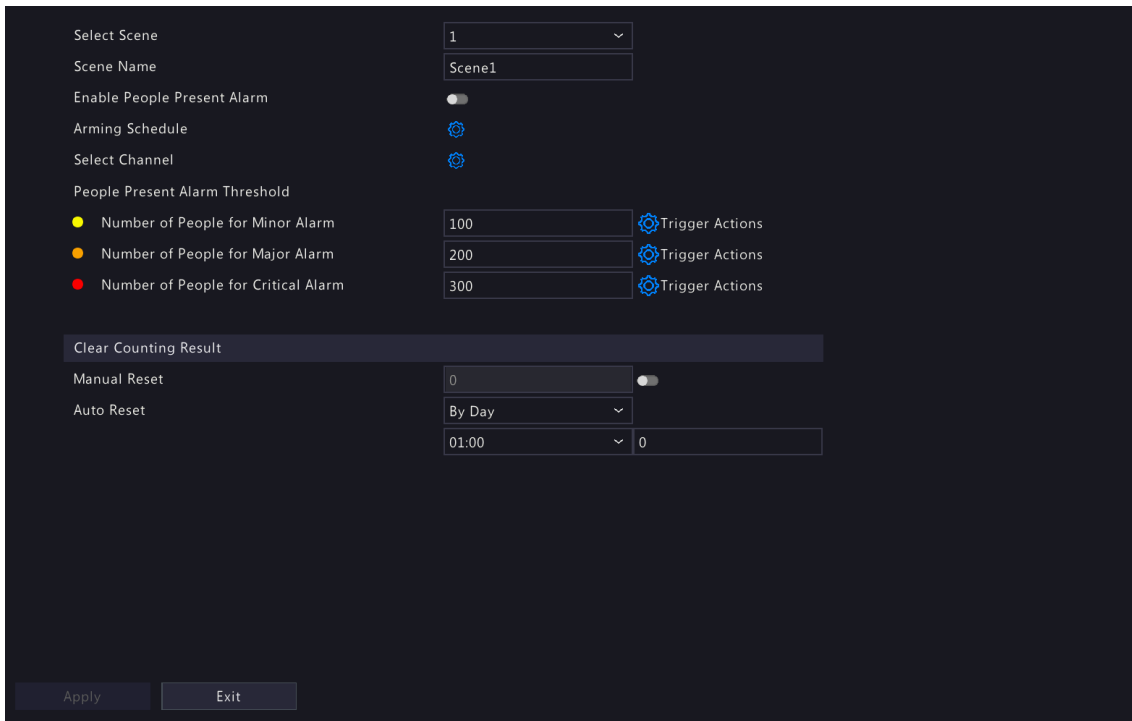 Select Scene 1
Scene Name Scene1
Enable People Present Alarm
Arming Schedule
Select Channel
People Present Alarm Threshold
Number of People for Minor Alarm 100 Trigger Actions
Number of People for Major Alarm 200 Trigger Actions
Number of People for Critical Alarm 300 Trigger Actions
Clear Counting Result
Manual Reset 0
Auto Reset By Day
01:00 0
Apply Exit